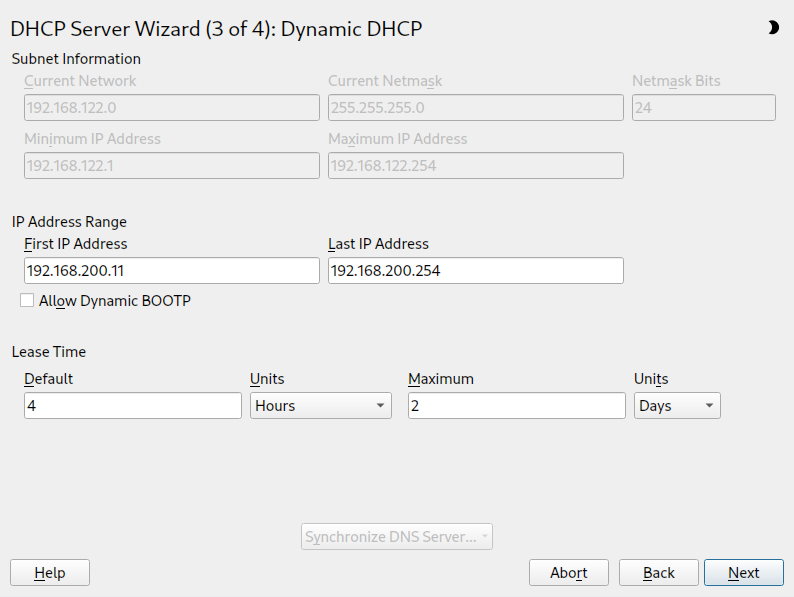 DHCP Server Wizard (3 of 4): Dynamic DHCP
Subnet Information
Current Network Current Netmask Netmask Bits
192.168.122.0 255.255.255.0 24
Minimum IP Address Maximum IP Address
192.168.122.1 192.168.122.254
IP Address Range
First IP Address Last IP Address
192.168.200.11 192.168.200.254
Allow Dynamic BOOTP
Lease Time
Default Units Maximum Units
4 Hours 2 Days
Synchronize DNS Server...
Help Abort Back Next